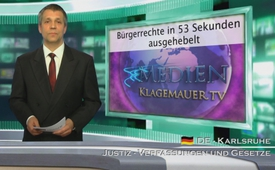 Bürgerrechte in 53 Sekunden
ausgehebelt
MEDIEN
KLAGEMAUER.TV
DE - KARLSRUHE
JUSTIZ - VERFASSUNGEN UND GESETZE